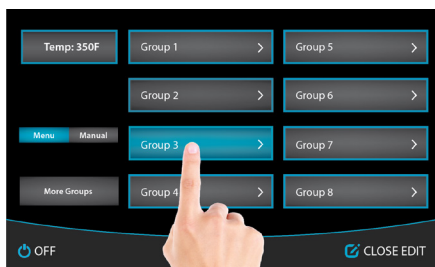 Temp: 350F
Group 1
Group 5
Group 2
Group 6
Menu Manual
Group 3
Group 7
More Groups
Group 4
Group 8
OFF
CLOSE EDIT